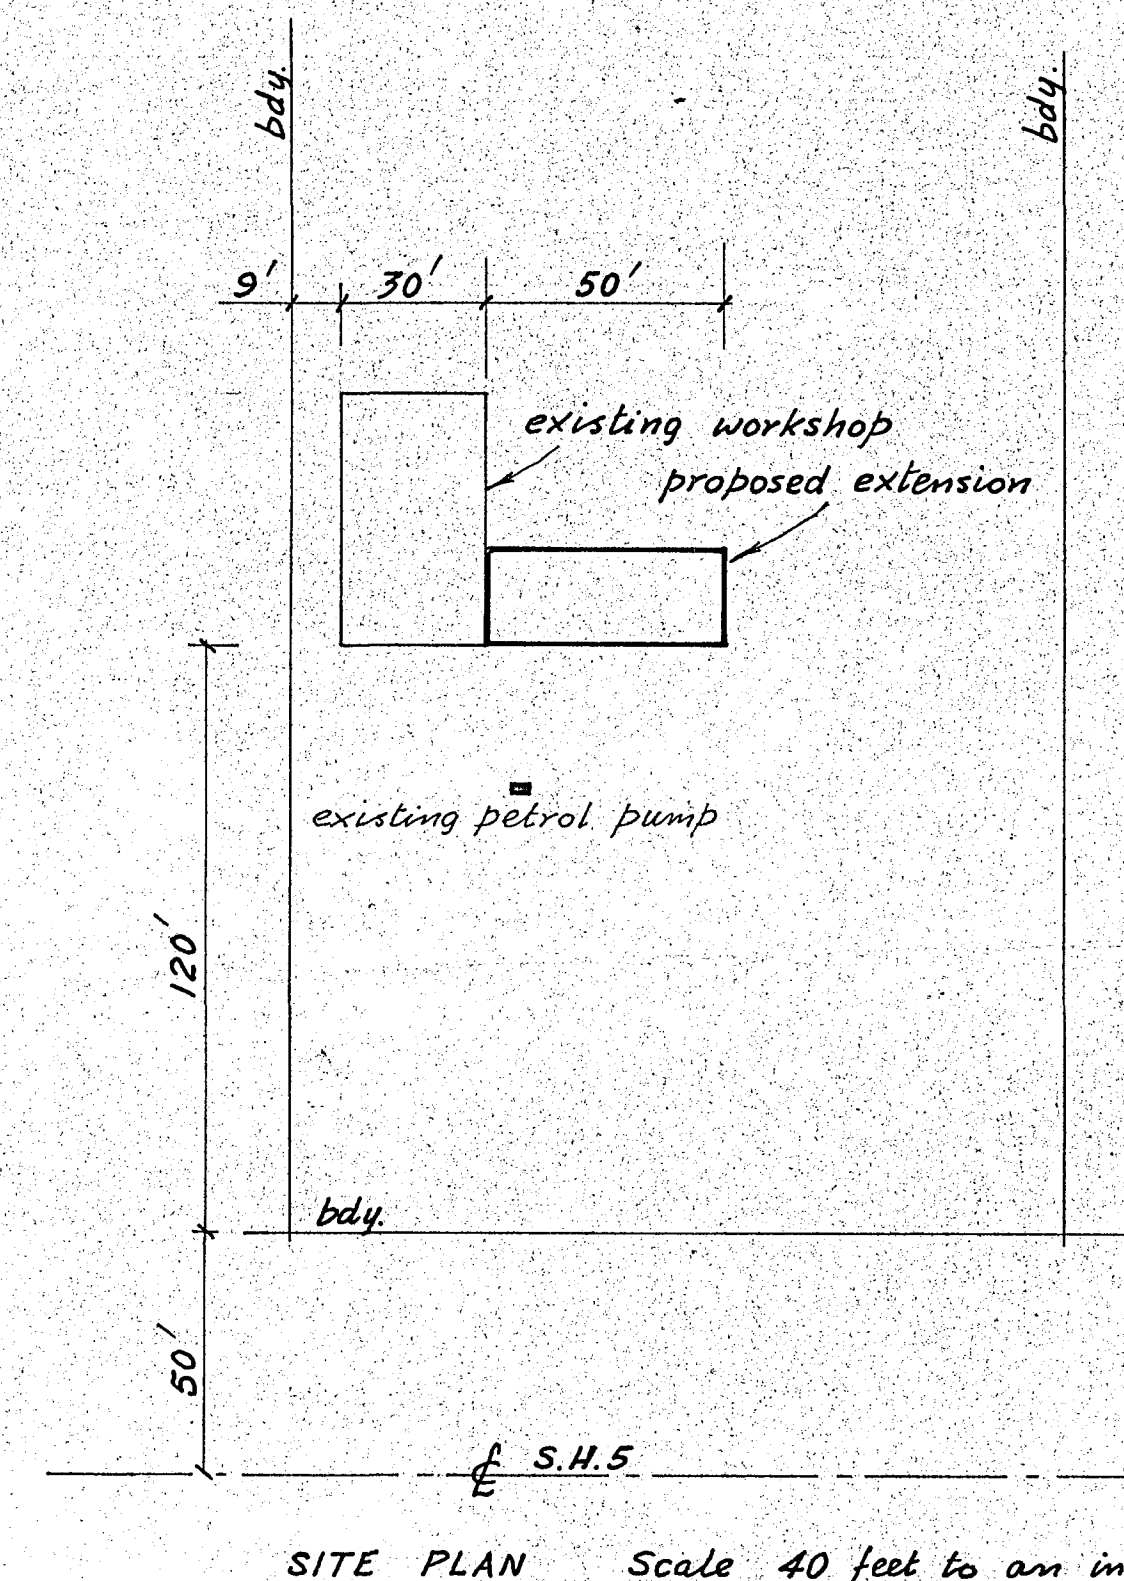 bdy.
bdy.
9' 30' 50'
existing workshop
proposed extension
existing petrol pump
120'
bdy.
50'
℄ S.H.5
SITE PLAN Scale 40 feet to an in